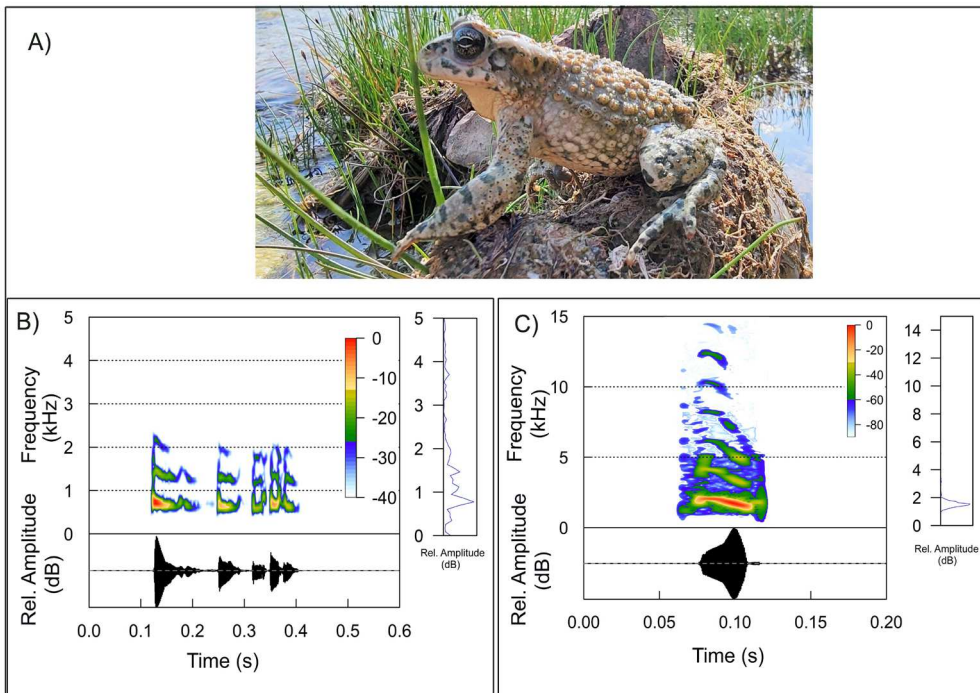 A)
B)
5
4
3
2
1
0
Frequency
(kHz)
0
-10
-20
-30
-40
5
4
3
2
1
0
Rel. Amplitude
(dB)
Rel. Amplitude
(dB)
0.0 0.1 0.2 0.3 0.4 0.5 0.6
Time (s)
C)
15
10
5
0
Frequency
(kHz)
0
-20
-40
-60
-80
14
12
10
8
6
4
2
0
Rel. Amplitude
(dB)
Rel. Amplitude
(dB)
0.00 0.05 0.10 0.15 0.20
Time (s)